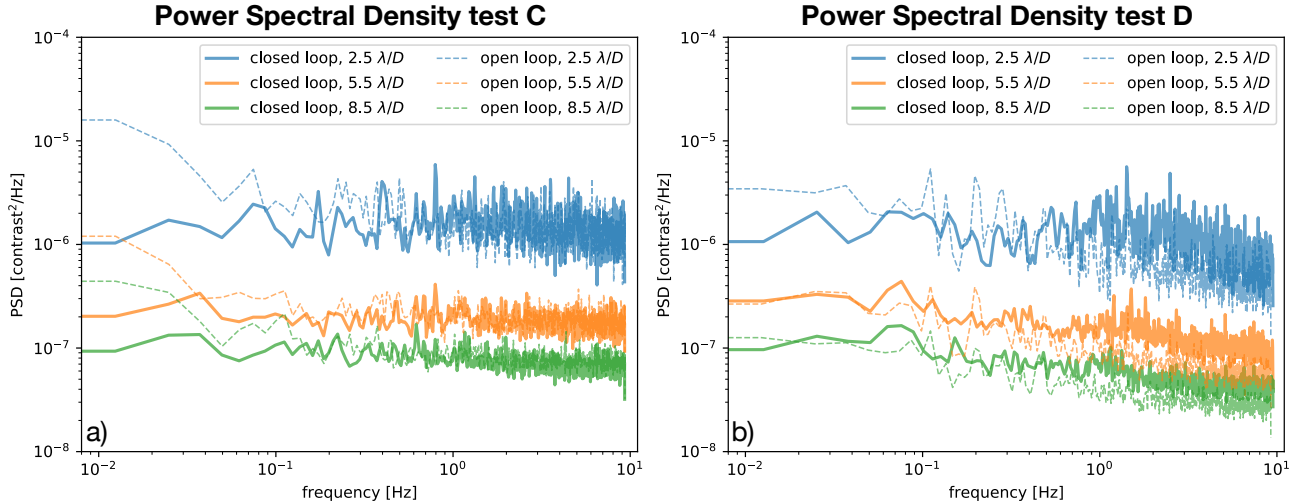 Power Spectral Density test C
10⁻⁴
10⁻⁵
10⁻⁶
10⁻⁷
10⁻⁸
PSD [contrast²/Hz]
closed loop, 2.5 λ/D
closed loop, 5.5 λ/D
closed loop, 8.5 λ/D
open loop, 2.5 λ/D
open loop, 5.5 λ/D
open loop, 8.5 λ/D
a)
10⁻² 10⁻¹ 10⁰ 10¹
frequency [Hz]
Power Spectral Density test D
10⁻⁴
10⁻⁵
10⁻⁶
10⁻⁷
10⁻⁸
PSD [contrast²/Hz]
closed loop, 2.5 λ/D
closed loop, 5.5 λ/D
closed loop, 8.5 λ/D
open loop, 2.5 λ/D
open loop, 5.5 λ/D
open loop, 8.5 λ/D
b)
10⁻² 10⁻¹ 10⁰ 10¹
frequency [Hz]